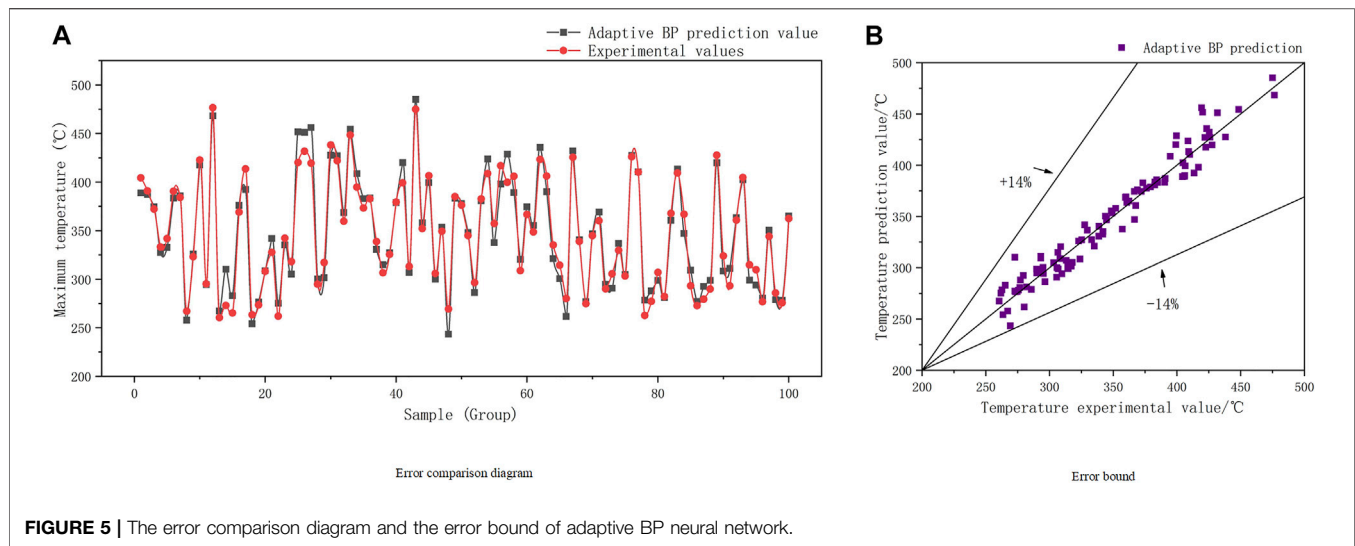 A
Adaptive BP prediction value
Experimental values
Maximum temperature (℃)
500
450
400
350
300
250
200
0
20
40
60
80
100
Sample (Group)
Error comparison diagram
B
Adaptive BP prediction
Temperature prediction value/℃
500
450
400
350
300
250
200
+14%
−14%
200
250
300
350
400
450
500
Temperature experimental value/℃
Error bound
FIGURE 5 | The error comparison diagram and the error bound of adaptive BP neural network.